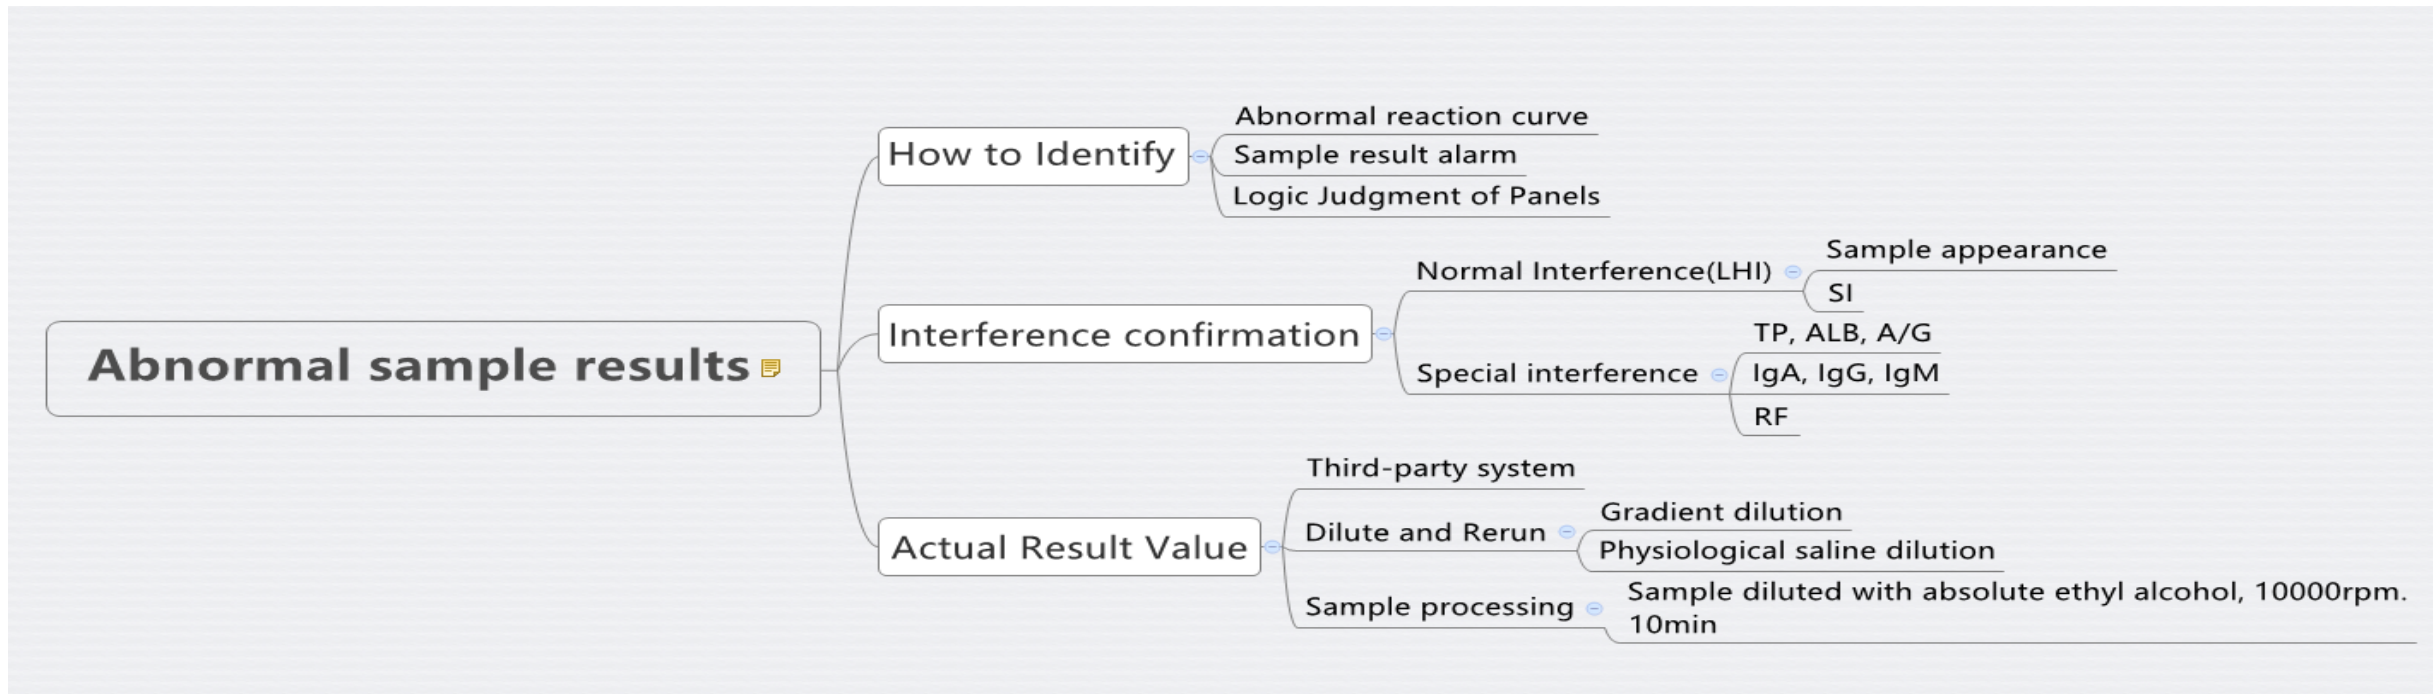 Abnormal sample results
How to Identify
Abnormal reaction curve
Sample result alarm
Logic Judgment of Panels
Interference confirmation
Normal Interference(LHI)
Sample appearance
SI
Special interference
TP, ALB, A/G
IgA, IgG, IgM
RF
Actual Result Value
Third-party system
Dilute and Rerun
Gradient dilution
Physiological saline dilution
Sample processing
Sample diluted with absolute ethyl alcohol, 10000rpm.
10min